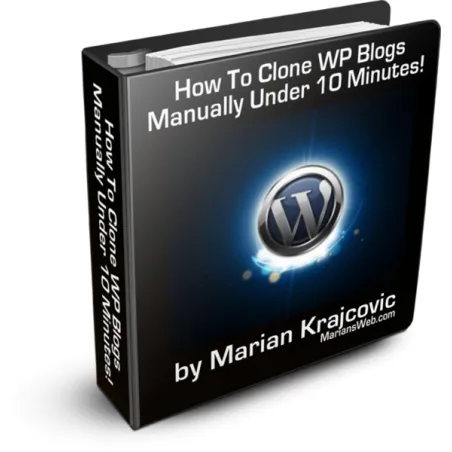 How To Clone WP Blogs
Manually Under 10 Minutes!
W
by Marian Krajcovic
MariansWeb.com
How To Clone WP Blogs
Manually Under 10 Minutes!